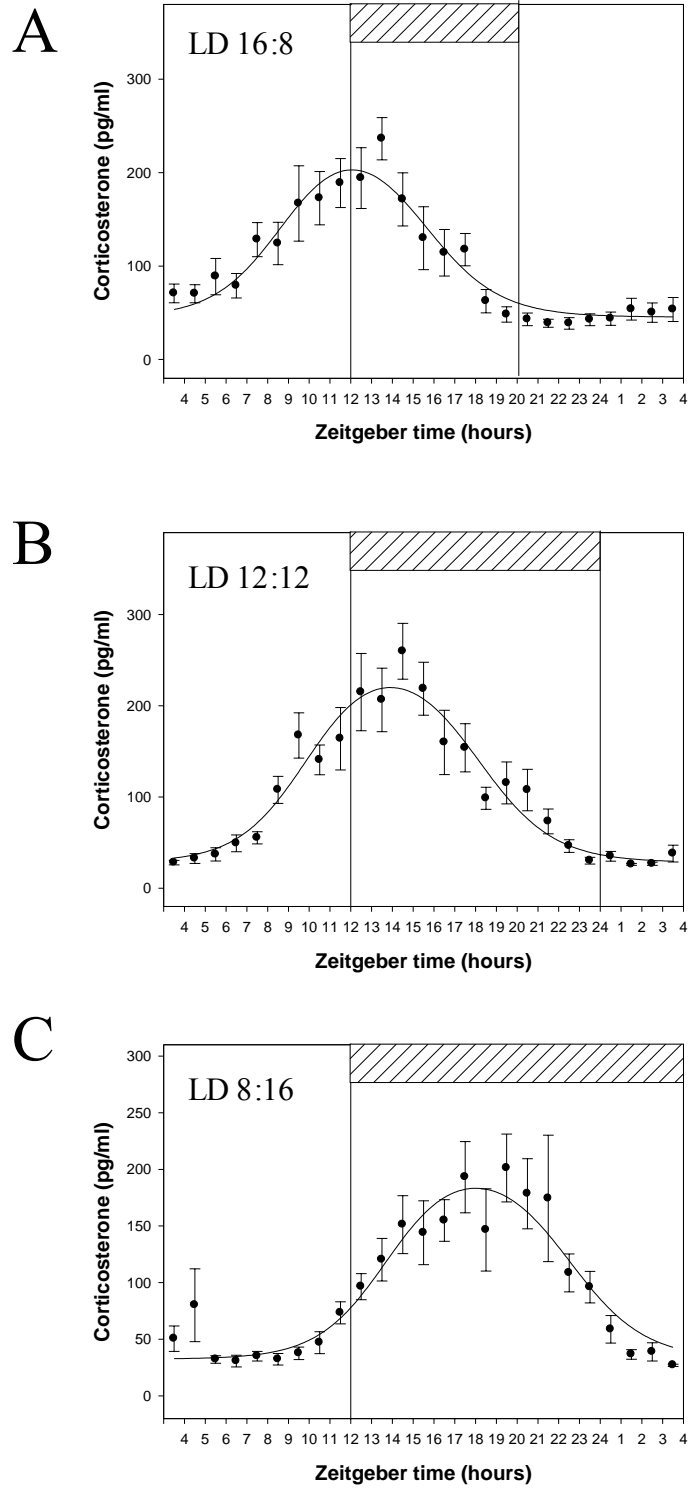 A
LD 16:8
Corticosterone (pg/ml)
300
200
100
0
4 5 6 7 8 9 10 11 12 13 14 15 16 17 18 19 20 21 22 23 24 1 2 3 4
Zeitgeber time (hours)
B
LD 12:12
Corticosterone (pg/ml)
300
200
100
0
4 5 6 7 8 9 10 11 12 13 14 15 16 17 18 19 20 21 22 23 24 1 2 3 4
Zeitgeber time (hours)
C
LD 8:16
Corticosterone (pg/ml)
300
250
200
150
100
50
0
4 5 6 7 8 9 10 11 12 13 14 15 16 17 18 19 20 21 22 23 24 1 2 3 4
Zeitgeber time (hours)